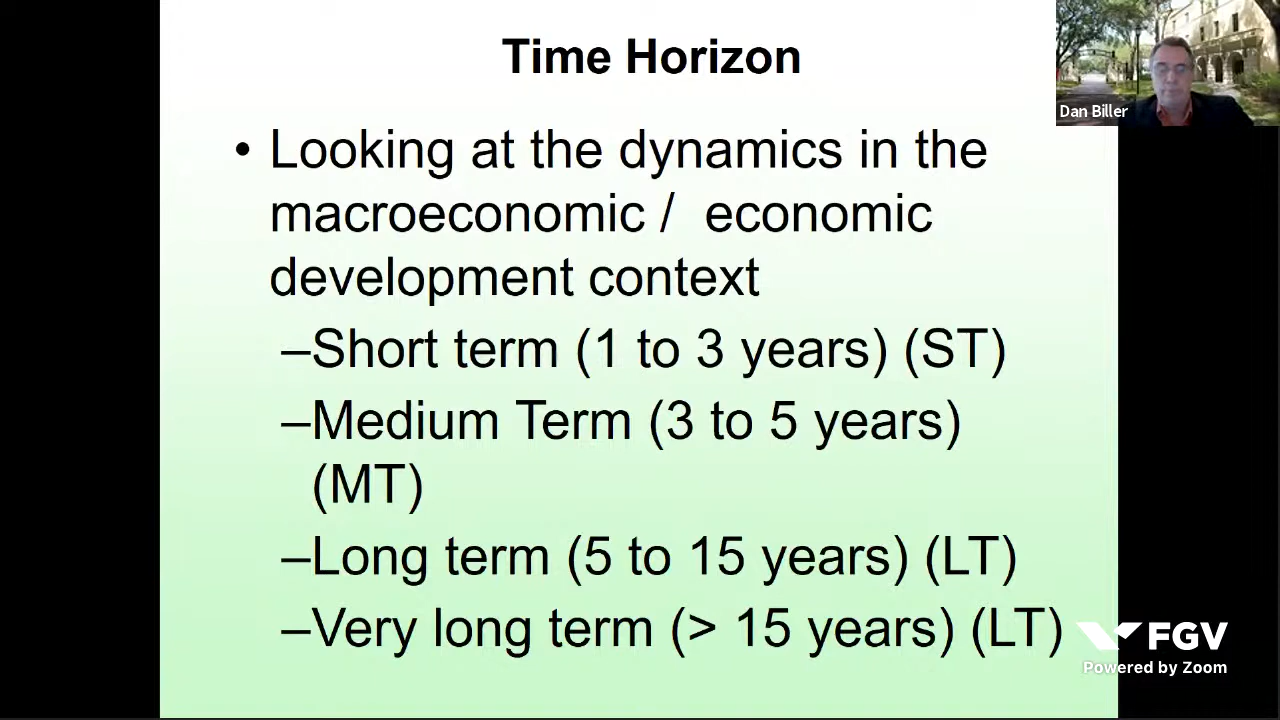 Time Horizon
• Looking at the dynamics in the
macroeconomic / economic
development context
–Short term (1 to 3 years) (ST)
–Medium Term (3 to 5 years)
(MT)
–Long term (5 to 15 years) (LT)
–Very long term (> 15 years) (LT)
Dan Biller
FGV
Powered by Zoom